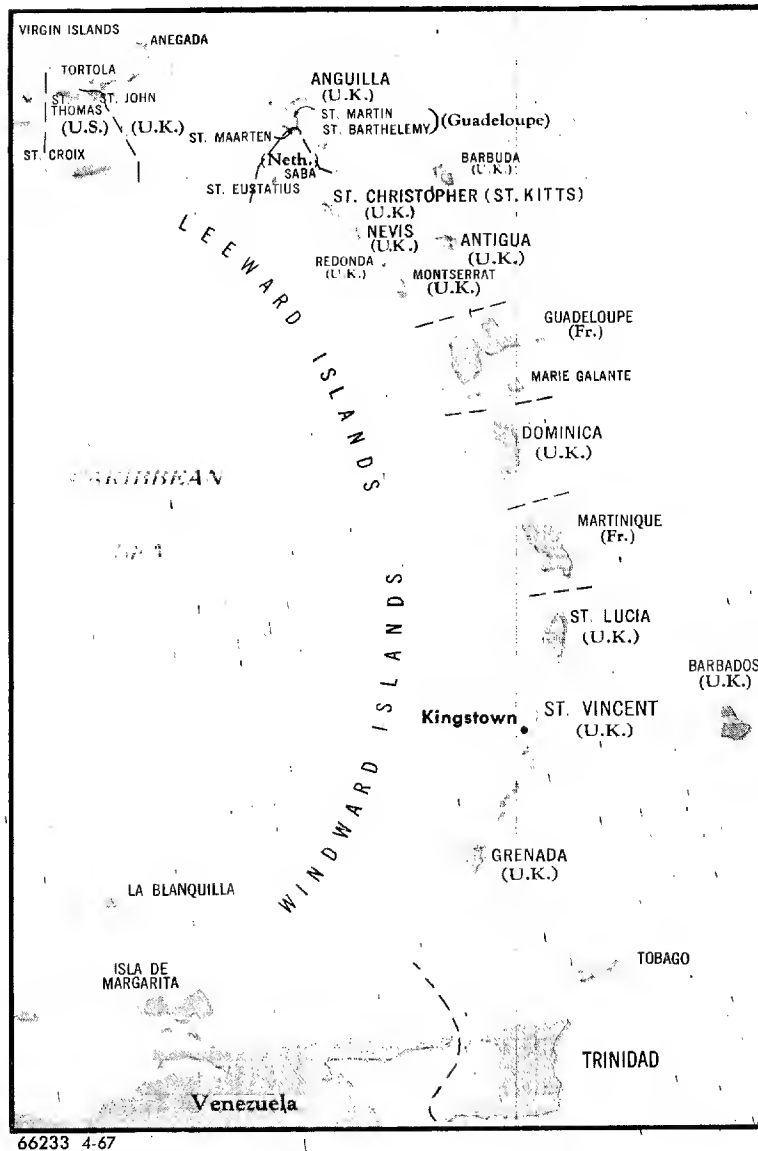 VIRGIN ISLANDS
ANEGADA
TORTOLA
ST. THOMAS
ST. JOHN
(U.S.)
(U.K.)
ST. CROIX
ANGUILLA
(U.K.)
ST. MARTIN
ST. BARTHELEMY
(Guadeloupe)
ST. MAARTEN
(Neth.)
SABA
ST. EUSTATIUS
BARBUDA
(U.K.)
ST. CHRISTOPHER (ST. KITTS)
(U.K.)
NEVIS
(U.K.)
ANTIGUA
(U.K.)
REDONDA
(U.K.)
MONTSERRAT
(U.K.)
LEEWARD ISLANDS
GUADELOUPE
(Fr.)
MARIE GALANTE
DOMINICA
(U.K.)
CARIBBEAN
SEA
MARTINIQUE
(Fr.)
ST. LUCIA
(U.K.)
BARBADOS
(U.K.)
Kingstown
ST. VINCENT
(U.K.)
WINDWARD ISLANDS
GRENADA
(U.K.)
LA BLANQUILLA
TOBAGO
ISLA DE
MARGARITA
TRINIDAD
Venezuela
66233 4-67